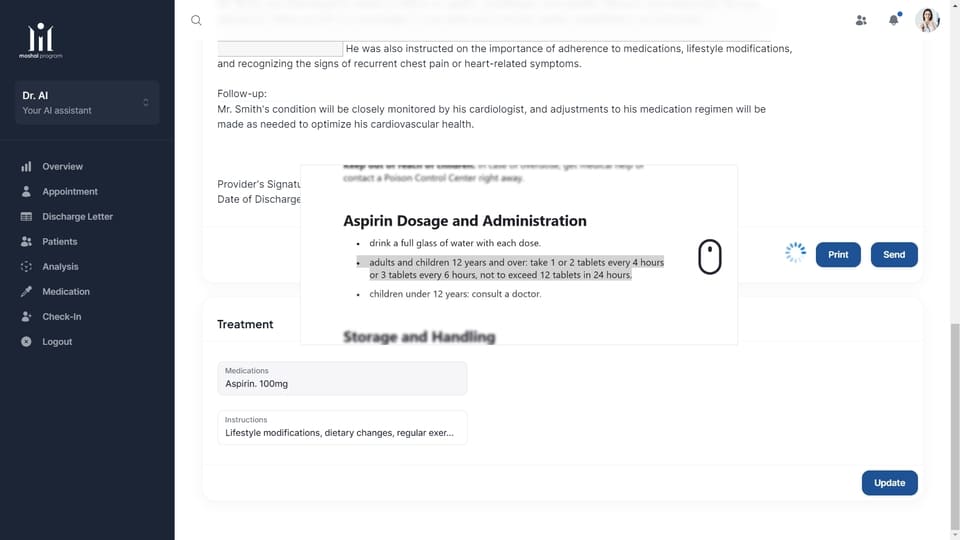 moshal program
Dr. AI
Your AI assistant
Overview
Appointment
Discharge Letter
Patients
Analysis
Medication
Check-In
Logout
He was also instructed on the importance of adherence to medications, lifestyle modifications,
and recognizing the signs of recurrent chest pain or heart-related symptoms.
Follow-up:
Mr. Smith's condition will be closely monitored by his cardiologist, and adjustments to his medication regimen will be
made as needed to optimize his cardiovascular health.
Provider's Signatu
Date of Discharge
contact a Poison Control Center right away.
Aspirin Dosage and Administration
• drink a full glass of water with each dose.
• adults and children 12 years and over: take 1 or 2 tablets every 4 hours
or 3 tablets every 6 hours, not to exceed 12 tablets in 24 hours.
• children under 12 years: consult a doctor.
Storage and Handling
Print
Send
Treatment
Medications
Aspirin. 100mg
Instructions
Lifestyle modifications, dietary changes, regular exer...
Update